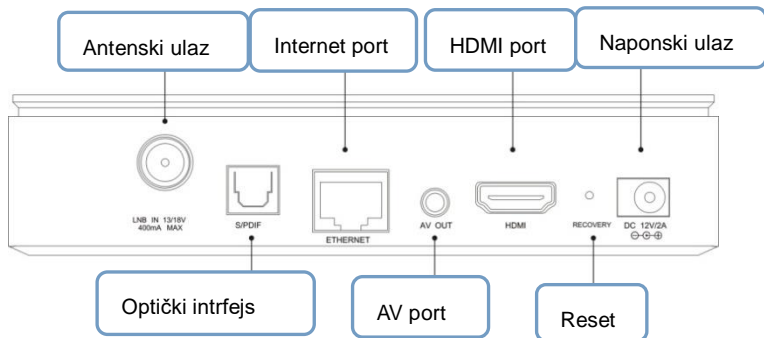 Antenski ulaz
Internet port
HDMI port
Naponski ulaz
LNB IN 13/18V
400mA MAX
S/PDIF
ETHERNET
AV OUT
HDMI
RECOVERY
DC 12V/2A
Optički intrfejs
AV port
Reset